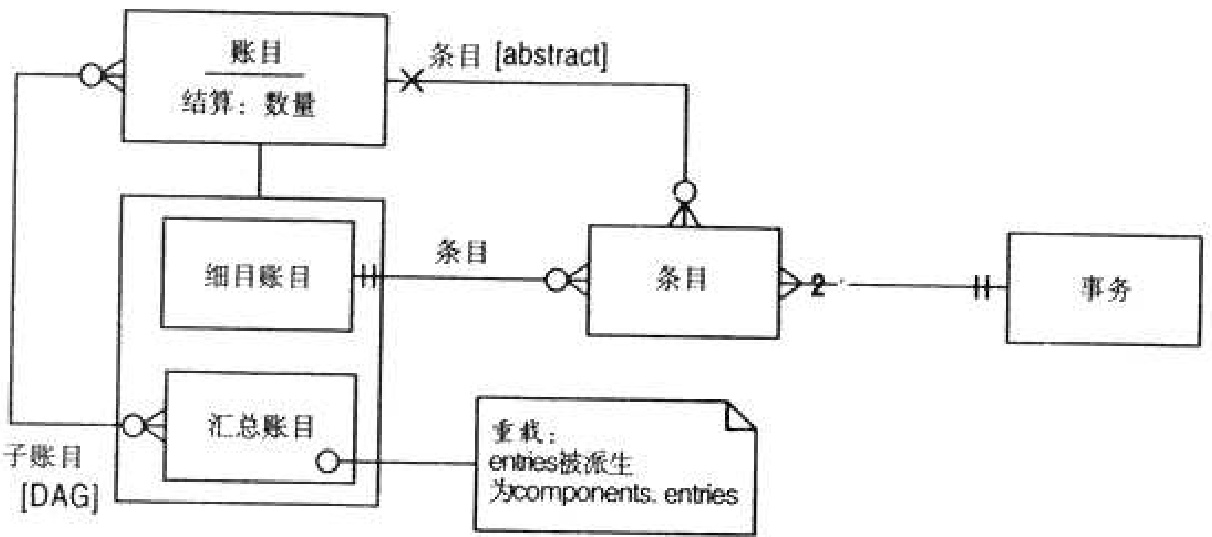 账目
结算：数量
条目 [abstract]
细目账目
条目
条目
2
事务
汇总账目
子账目
[DAG]
重载：
entries被派生
为components. entries